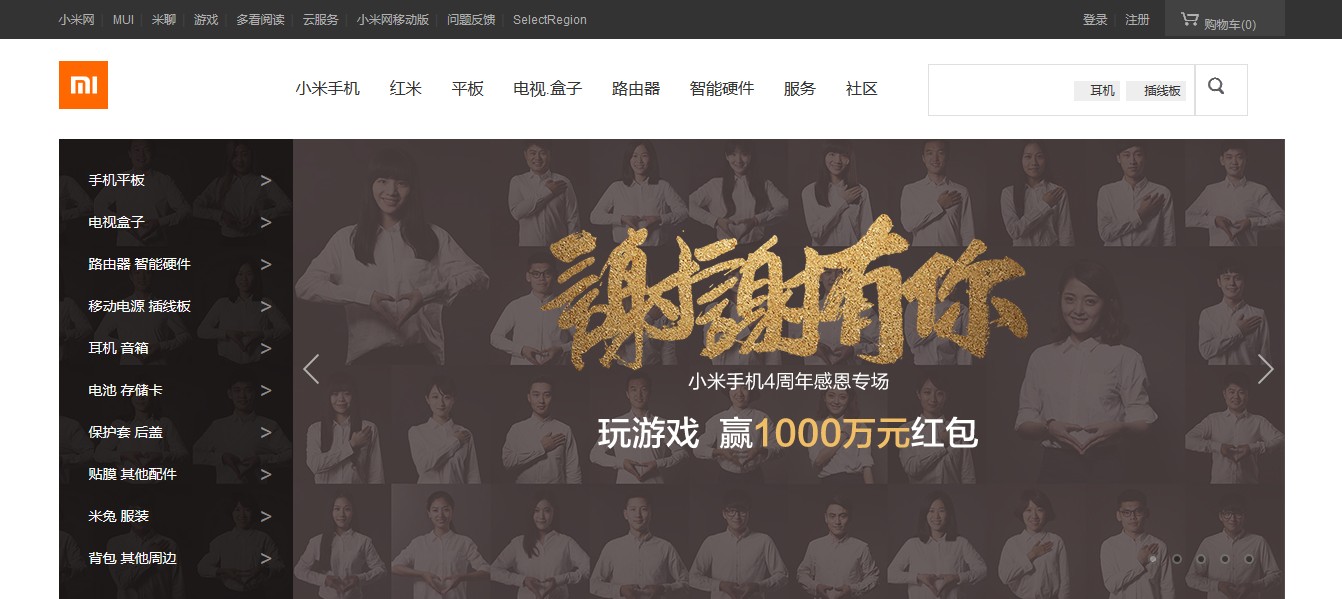 小米网 MUI 米聊 游戏 多看阅读 云服务 小米网移动版 问题反馈 SelectRegion 登录 注册 购物车(0)
MI 小米手机 红米 平板 电视.盒子 路由器 智能硬件 服务 社区 耳机 插线板
手机平板 >
电视盒子 >
路由器 智能硬件 >
移动电源 插线板 >
耳机 音箱 >
电池 存储卡 >
保护套 后盖 >
贴膜 其他配件 >
米兔 服装 >
背包 其他周边 >
謝謝有你
小米手机4周年感恩专场
玩游戏 赢1000万元红包